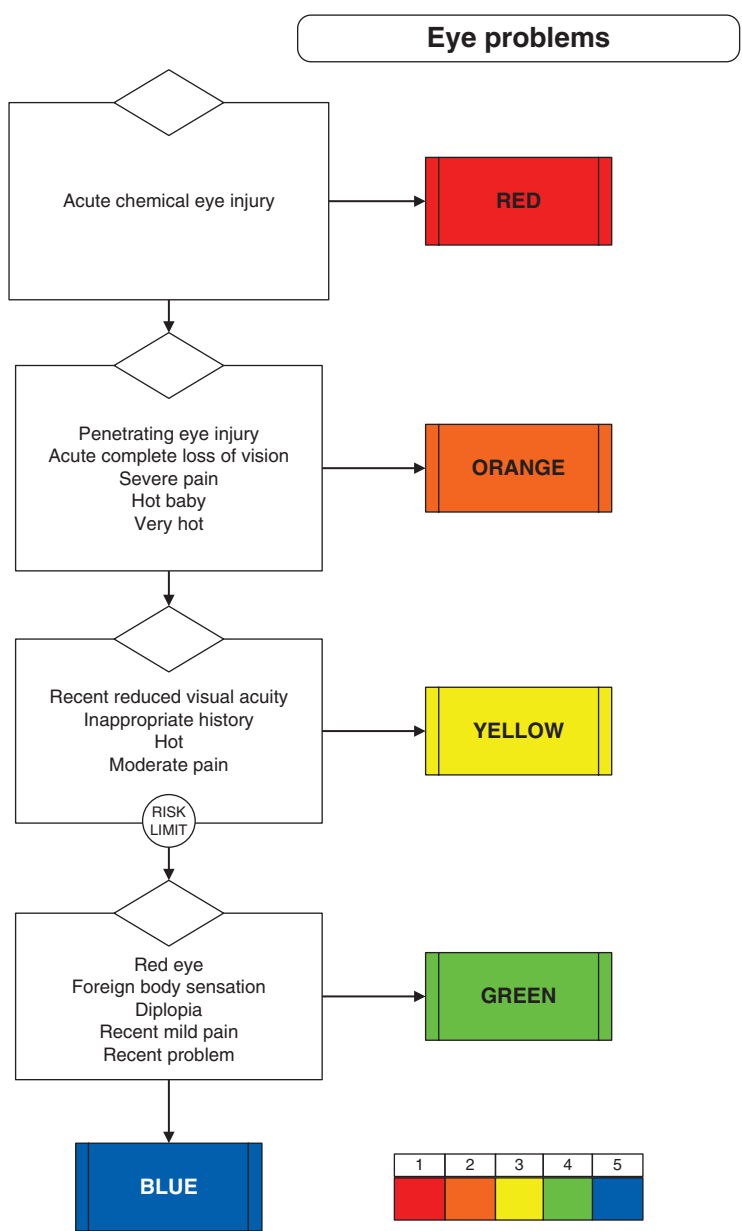 Eye problems
Acute chemical eye injury
RED
Penetrating eye injury
Acute complete loss of vision
Severe pain
Hot baby
Very hot
ORANGE
Recent reduced visual acuity
Inappropriate history
Hot
Moderate pain
YELLOW
RISK
LIMIT
Red eye
Foreign body sensation
Diplopia
Recent mild pain
Recent problem
GREEN
BLUE
1 2 3 4 5